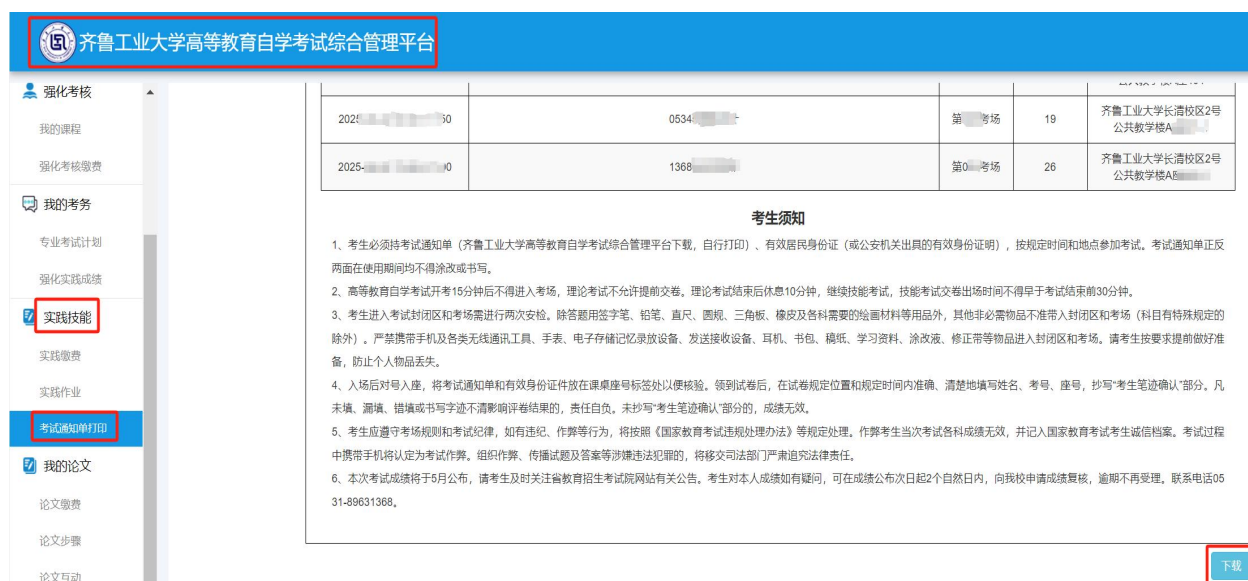 齐鲁工业大学高等教育自学考试综合管理平台
强化考核
我的课程
强化考核缴费
我的考务
专业考试计划
强化实践成绩
实践技能
实践缴费
实践作业
考试通知单打印
我的论文
论文缴费
论文步骤
论文互动
202 50 0534 第 考场 19 齐鲁工业大学长清校区2号
公共教学楼A
2025- 0 1368 第0 考场 26 齐鲁工业大学长清校区2号
公共教学楼A
考生须知
1、考生必须持考试通知单（齐鲁工业大学高等教育自学考试综合管理平台下载，自行打印）、有效居民身份证（或公安机关出具的有效身份证明），按规定时间和地点参加考试。考试通知单正反
两面在使用期间均不得涂改或书写。
2、高等教育自学考试开考15分钟后不得进入考场，理论考试不允许提前交卷。理论考试结束后休息10分钟，继续技能考试，技能考试交卷出场时间不得早于考试结束前30分钟。
3、考生进入考试封闭区和考场需进行两次安检。除答题用签字笔、铅笔、直尺、圆规、三角板、橡皮及各科需要的绘画材料等用品外，其他非必需物品不准带入封闭区和考场（科目有特殊规定的
除外）。严禁携带手机及各类无线通讯工具、手表、电子存储记忆录放设备、发送接收设备、耳机、书包、稿纸、学习资料、涂改液、修正带等物品进入封闭区和考场。请考生按要求提前做好准
备，防止个人物品丢失。
4、入场后对号入座，将考试通知单和有效身份证件放在课桌座号标签处以便核验。领到试卷后，在试卷规定位置和规定时间内准确、清楚地填写姓名、考号、座号，抄写“考生笔迹确认”部分。凡
未填、漏填、错填或书写字迹不清影响评卷结果的，责任自负。未抄写“考生笔迹确认”部分的，成绩无效。
5、考生应遵守考场规则和考试纪律，如有违纪、作弊等行为，将按照《国家教育考试违规处理办法》等规定处理。作弊考生当次考试各科成绩无效，并记入国家教育考试考生诚信档案。考试过程
中携带手机将认定为考试作弊。组织作弊、传播试题及答案等涉嫌违法犯罪的，将移交司法部门严肃追究法律责任。
6、本次考试成绩将于5月公布，请考生及时关注省教育招生考试院网站有关公告。考生对本人成绩如有疑问，可在成绩公布次日起2个自然日内，向我校申请成绩复核，逾期不再受理。联系电话05
31-89631368。
下载